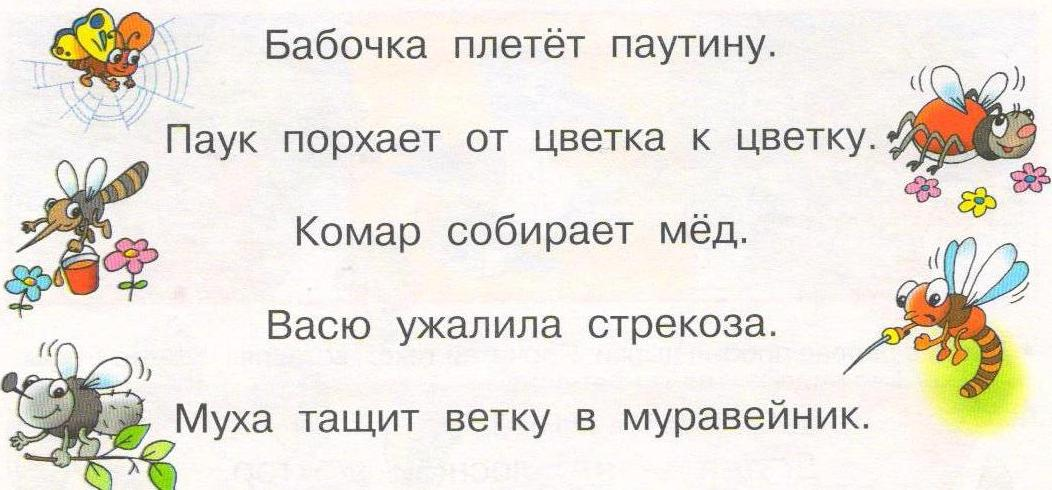 Бабочка плетёт паутину.
Паук порхает от цветка к цветку.
Комар собирает мёд.
Васю ужалила стрекоза.
Муха тащит ветку в муравейник.